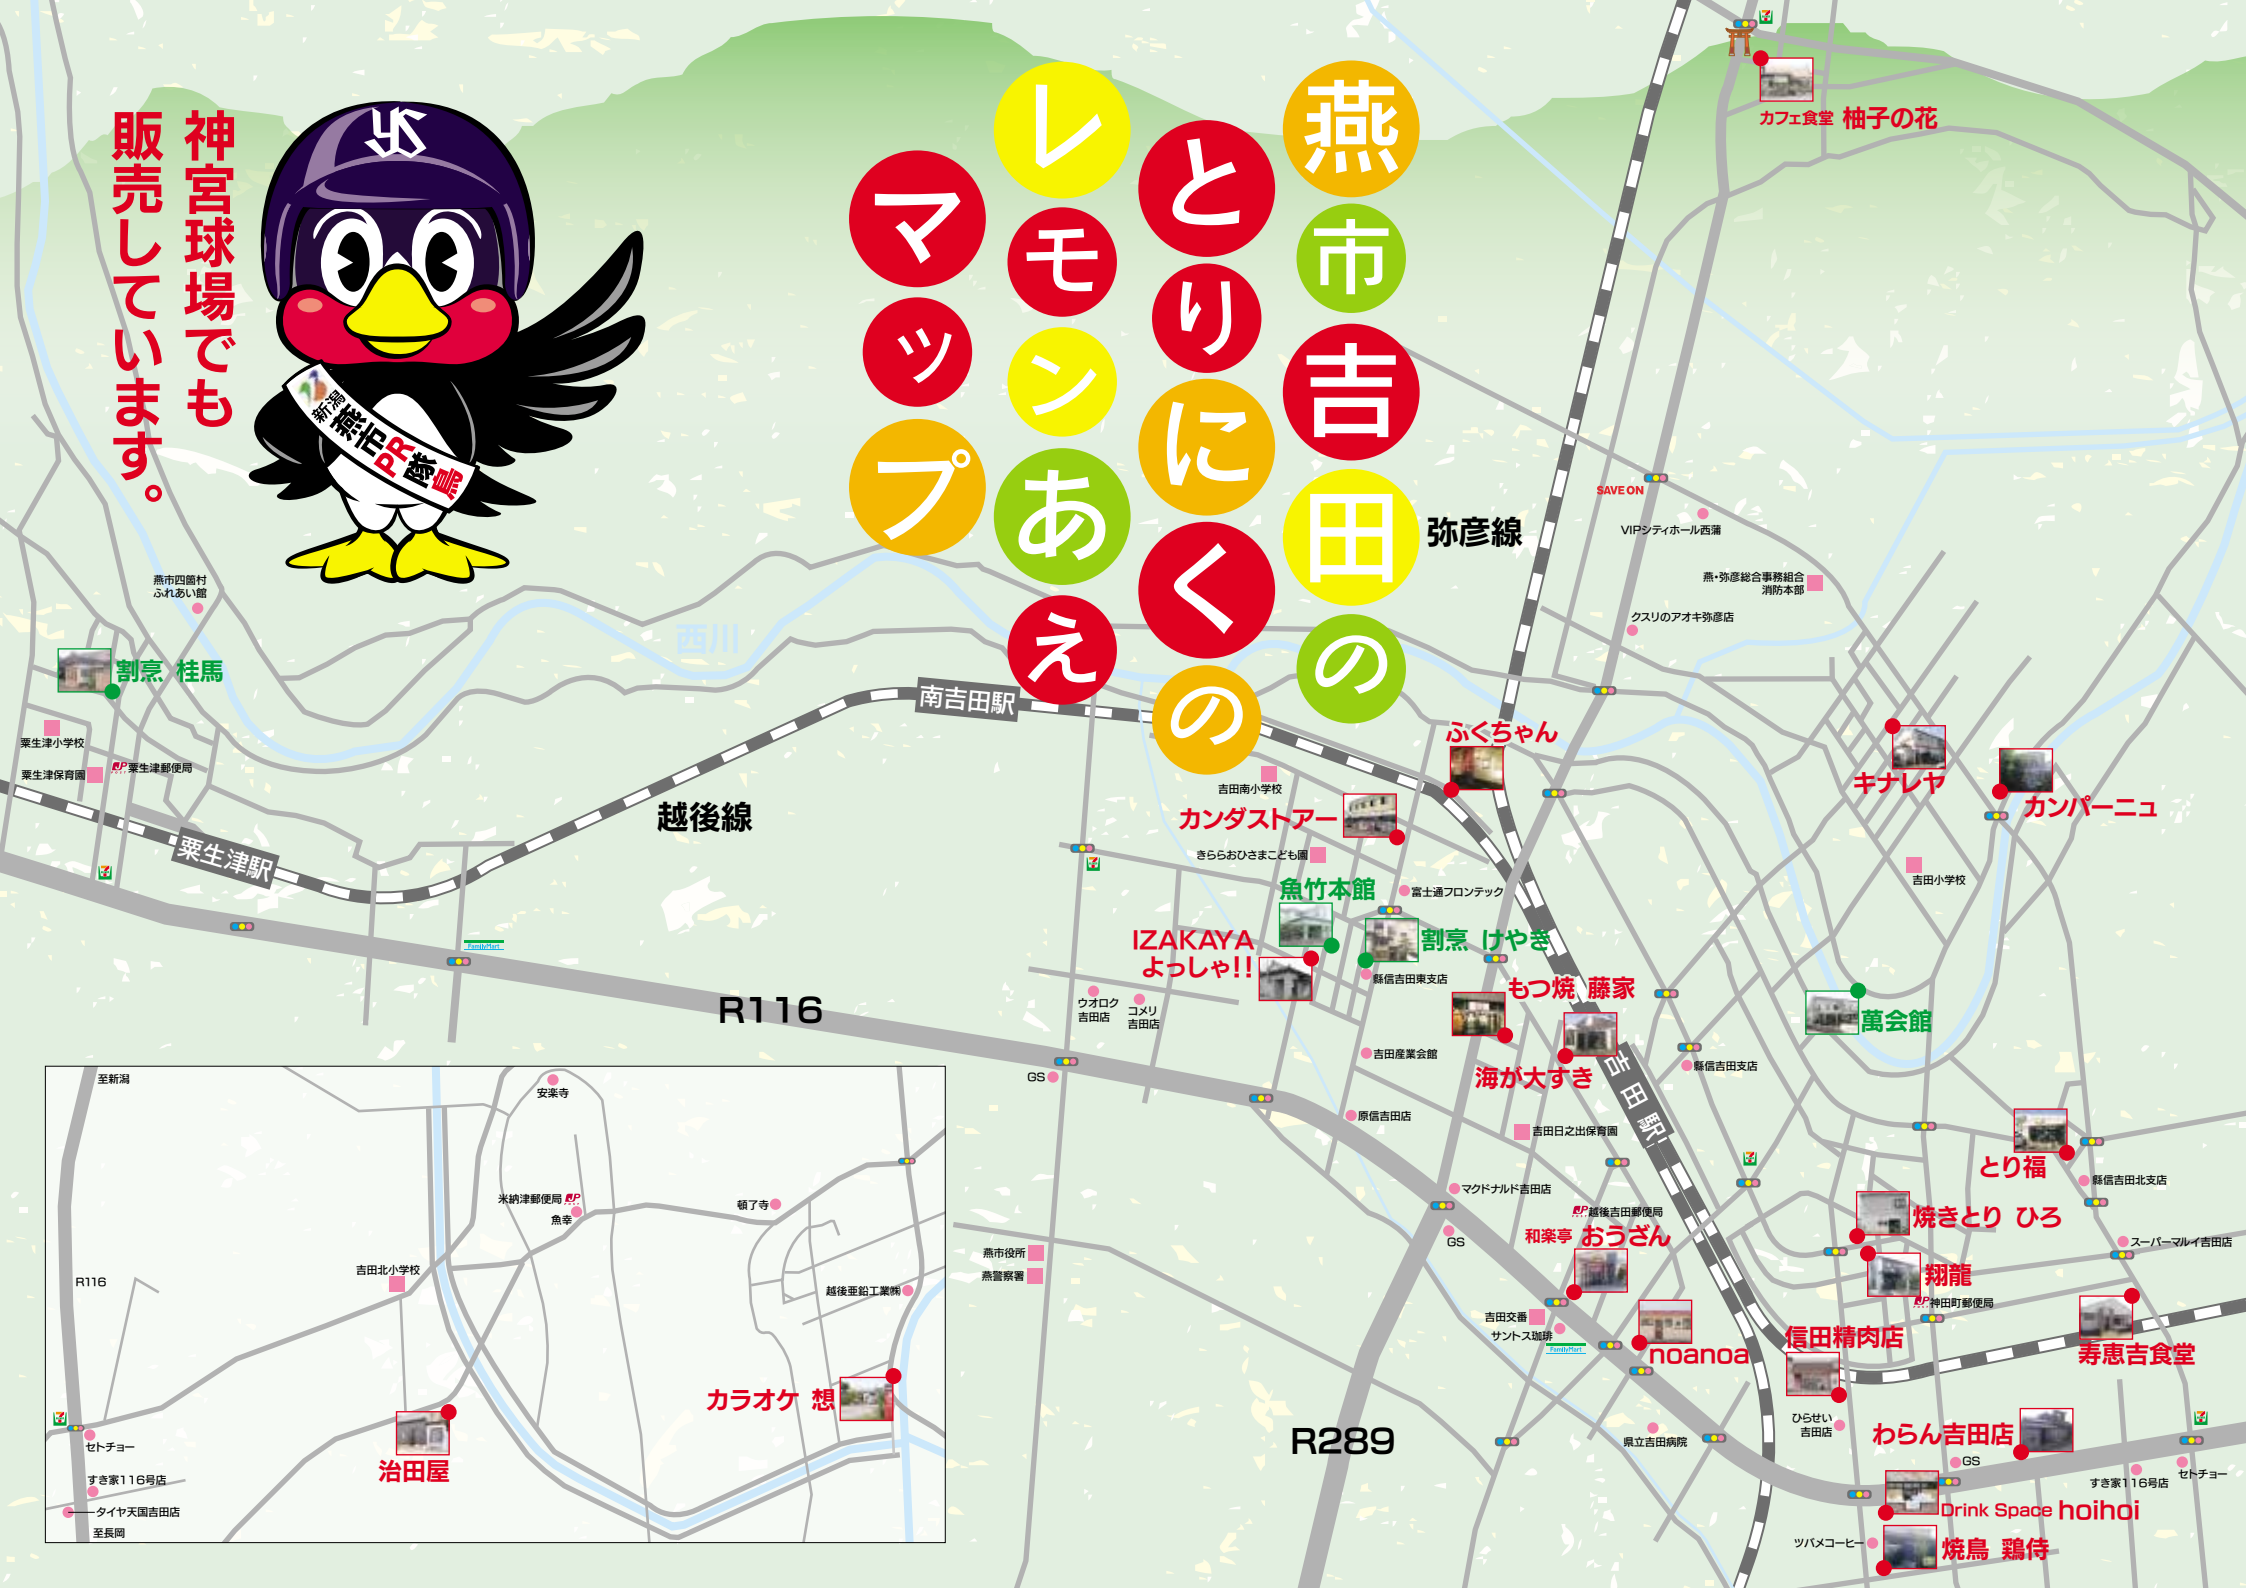 燕市吉田の
とりにくの
レモンあえ
マップ
神宮球場でも
販売しています。
新潟
燕市PR隊鳥
カフェ食堂 柚子の花
SAVE ON
VIPシティホール西蒲
弥彦線
燕・弥彦総合事務組合
消防本部
クスリのアオキ弥彦店
燕市四箇村
ふれあい館
西川
割烹 桂馬
南吉田駅
粟生津小学校
粟生津保育園
JP 粟生津郵便局
越後線
粟生津駅
7
FamilyMart
R116
ふくちゃん
吉田南小学校
カンダストアー
きららおひさまこども園
魚竹本館
富士通フロンテック
IZAKAYA
よっしゃ!!
割烹 けやき
縣信吉田東支店
キナレヤ
カンパーニュ
吉田小学校
もつ焼 藤家
萬会館
ウオロク
吉田店
コメリ
吉田店
GS
吉田産業会館
海が大すき
吉田駅
縣信吉田支店
原信吉田店
吉田日之出保育園
とり福
縣信吉田北支店
マクドナルド吉田店
JP 越後吉田郵便局
和楽亭 おうざん
GS
焼きとり ひろ
スーパーマルイ吉田店
翔龍
JP 神田町郵便局
燕市役所
燕警察署
吉田交番
サントス珈琲
FamilyMart
noanoa
信田精肉店
寿恵吉食堂
R289
ひらせい
吉田店
県立吉田病院
わらん吉田店
GS
すき家116号店
セトチョー
Drink Space hoihoi
ツバメコーヒー
焼鳥 鶏侍
至新潟
安楽寺
米納津郵便局 JP
魚幸
頓了寺
R116
吉田北小学校
越後亜鉛工業㈱
カラオケ 想
セトチョー
治田屋
すき家116号店
タイヤ天国吉田店
至長岡